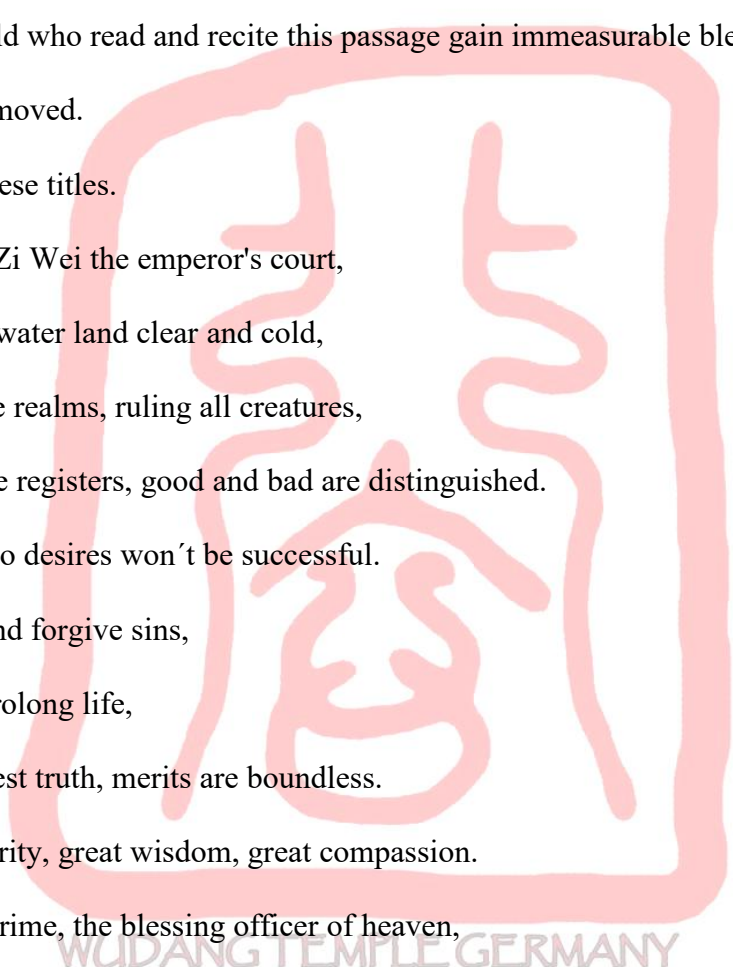 ld who read and recite this passage gain immeasurable ble
moved.
ese titles.
Zi Wei the emperor's court,
water land clear and cold,
e realms, ruling all creatures,
e registers, good and bad are distinguished.
o desires won´t be successful.
nd forgive sins,
rolong life,
est truth, merits are boundless.
rity, great wisdom, great compassion.
rime, the blessing officer of heaven,
WUDANG TEMPLE GERMANY